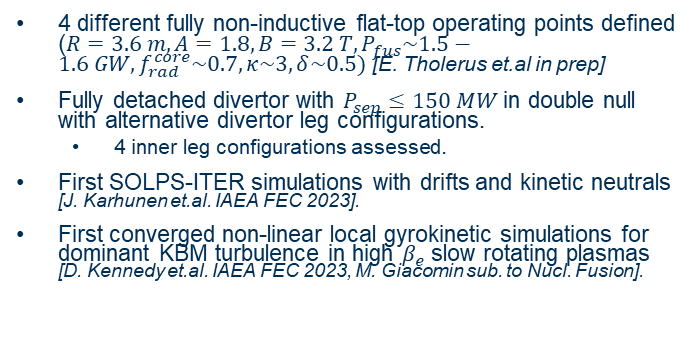 • 4 different fully non-inductive flat-top operating points defined
(R = 3.6 m, A = 1.8, B = 3.2 T, P_fus~1.5 −
1.6 GW, f_rad^core~0.7, κ~3, δ~0.5) [E. Tholerus et.al in prep]
• Fully detached divertor with P_sep ≤ 150 MW in double null
with alternative divertor leg configurations.
• 4 inner leg configurations assessed.
• First SOLPS-ITER simulations with drifts and kinetic neutrals
[J. Karhunen et.al. IAEA FEC 2023].
• First converged non-linear local gyrokinetic simulations for
dominant KBM turbulence in high β_e slow rotating plasmas
[D. Kennedy et.al. IAEA FEC 2023, M. Giacomin sub. to Nucl. Fusion].